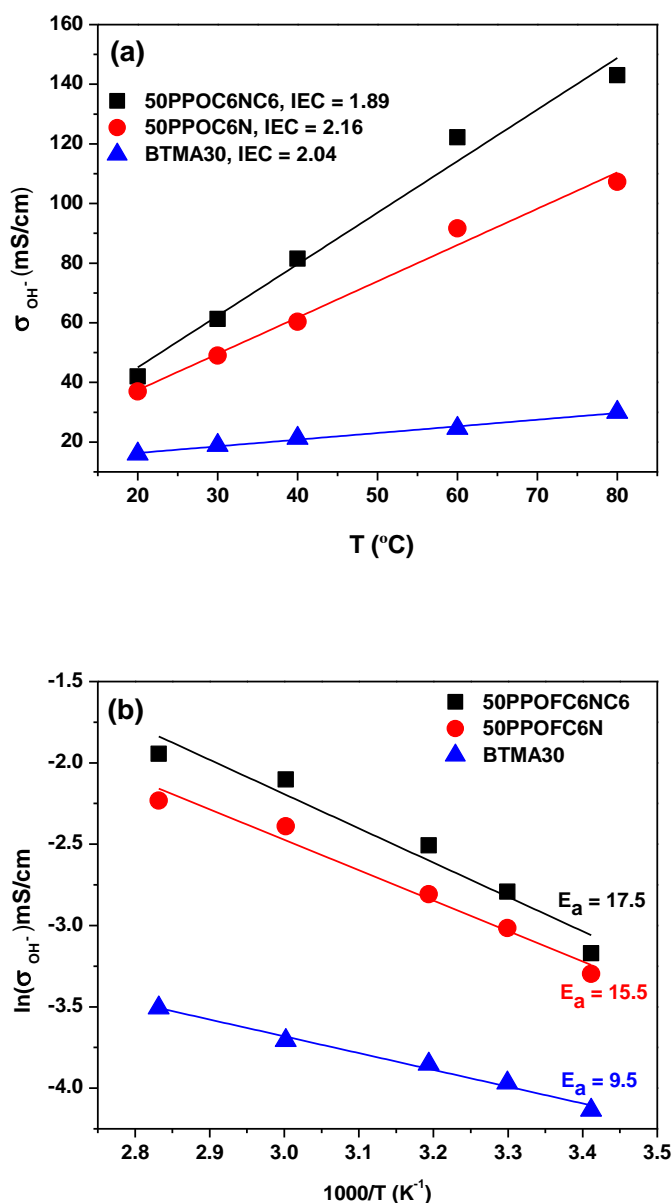 (a)
50PPOC6NC6, IEC = 1.89
50PPOC6N, IEC = 2.16
BTMA30, IEC = 2.04
160
140
120
100
80
60
40
20
σ OH- (mS/cm)
20 30 40 50 60 70 80
T (ºC)
(b)
50PPOFC6NC6
50PPOFC6N
BTMA30
-1.5
-2.0
-2.5
-3.0
-3.5
-4.0
ln(σ OH-)mS/cm
Ea = 17.5
Ea = 15.5
Ea = 9.5
2.8 2.9 3.0 3.1 3.2 3.3 3.4 3.5
1000/T (K-1)